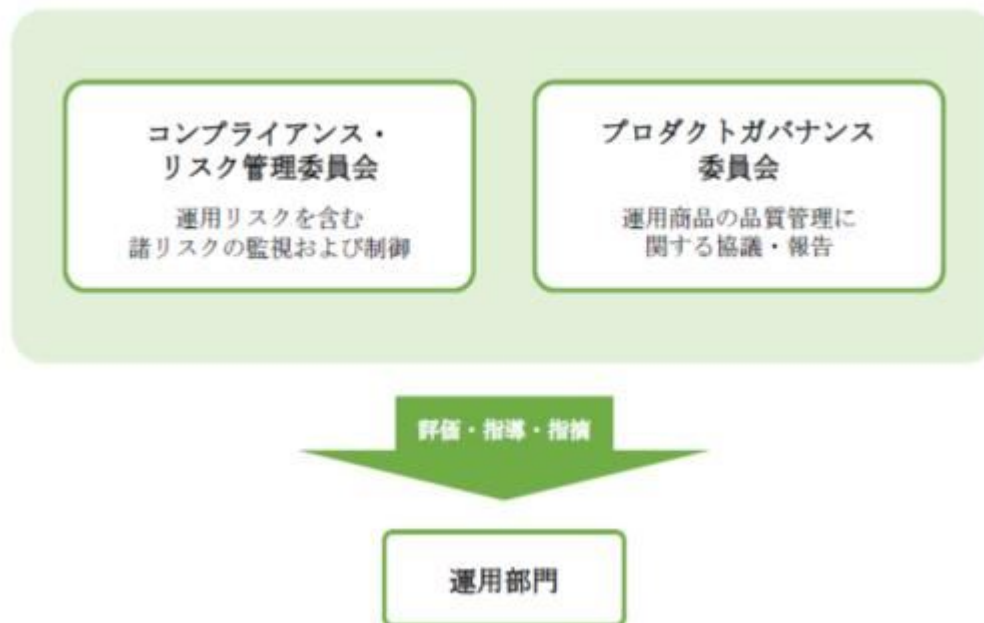 コンプライアンス・
リスク管理委員会
運用リスクを含む
諸リスクの監視および制御
プロダクトガバナンス
委員会
運用商品の品質管理に
関する協議・報告
評価・指導・指摘
運用部門